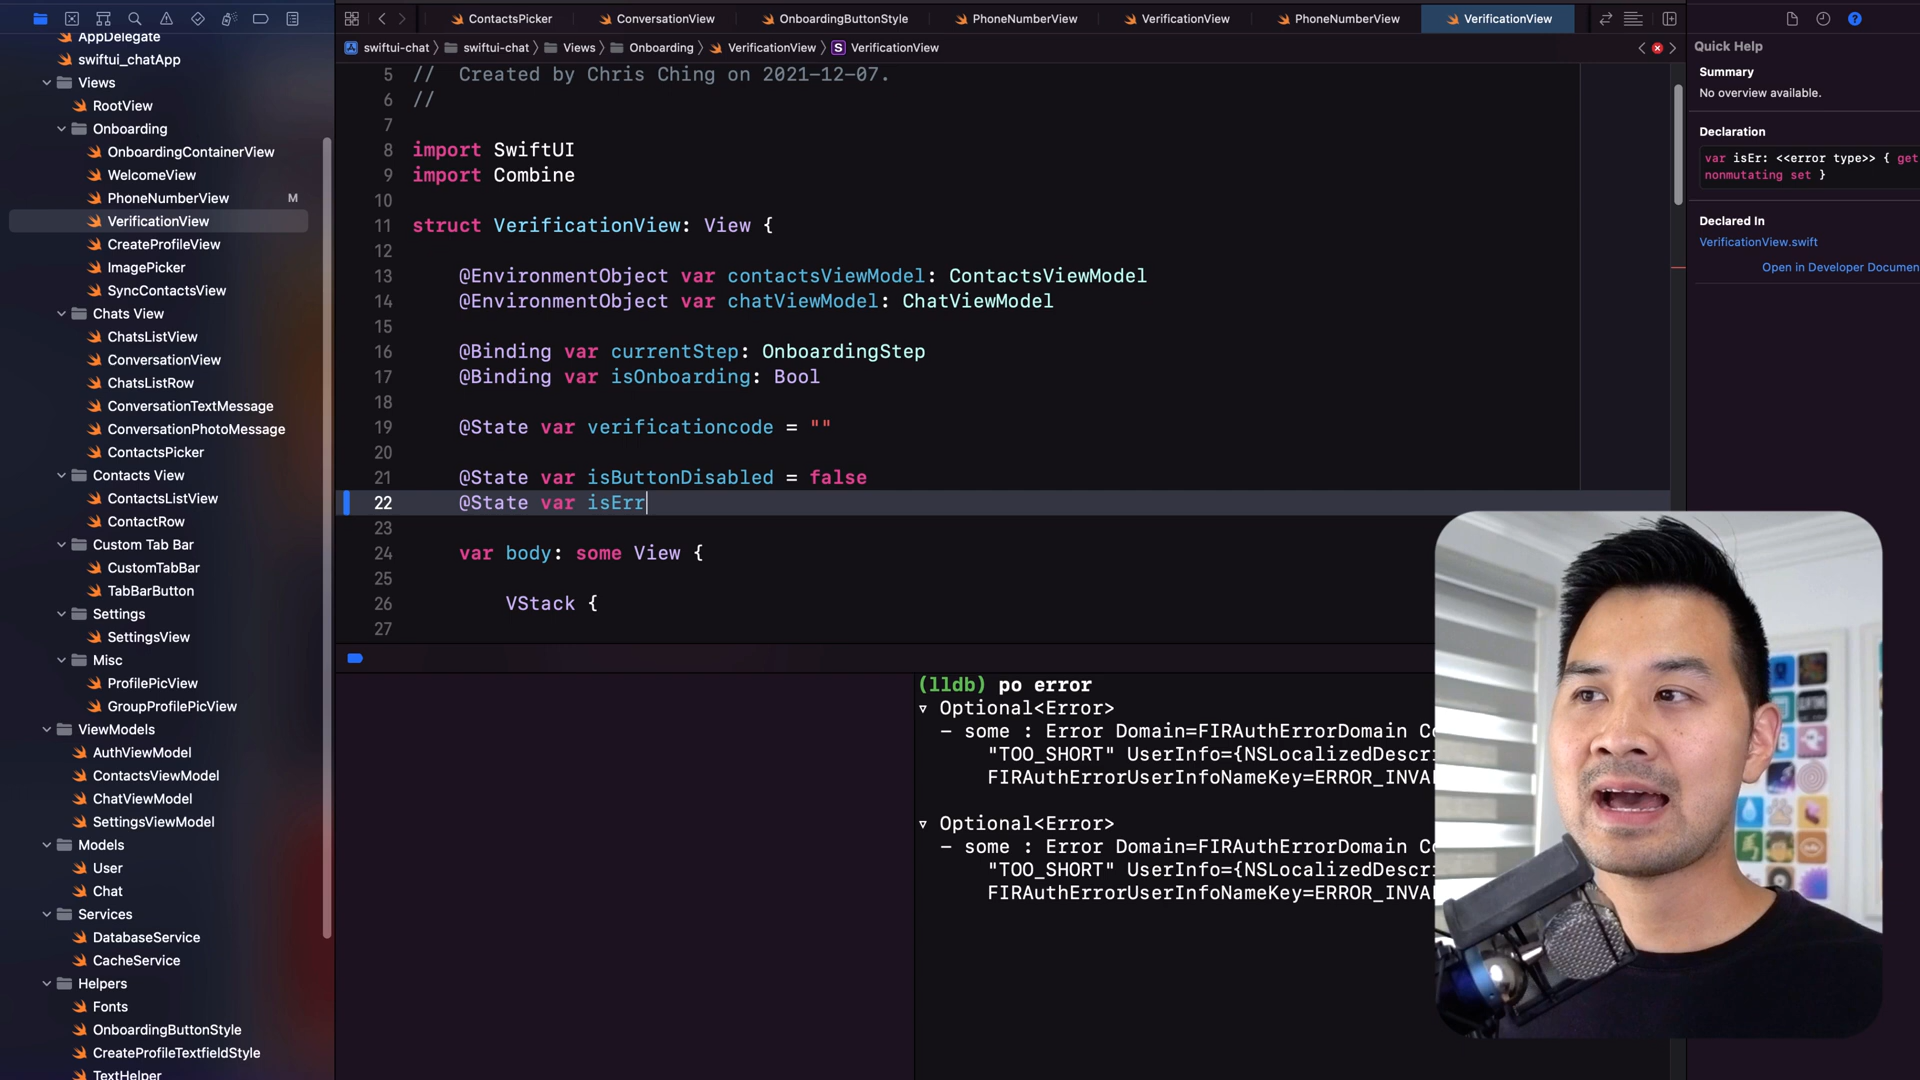 ContactsPicker
ConversationView
OnboardingButtonStyle
PhoneNumberView
VerificationView
PhoneNumberView
VerificationView
swiftui-chat
swiftui-chat
Views
Onboarding
VerificationView
S VerificationView
AppDelegate
swiftui_chatApp
Views
RootView
Onboarding
OnboardingContainerView
WelcomeView
PhoneNumberView M
VerificationView
CreateProfileView
ImagePicker
SyncContactsView
Chats View
ChatsListView
ConversationView
ChatsListRow
ConversationTextMessage
ConversationPhotoMessage
ContactsPicker
Contacts View
ContactsListView
ContactRow
Custom Tab Bar
CustomTabBar
TabBarButton
Settings
SettingsView
Misc
ProfilePicView
GroupProfilePicView
ViewModels
AuthViewModel
ContactsViewModel
ChatViewModel
SettingsViewModel
Models
User
Chat
Services
DatabaseService
CacheService
Helpers
Fonts
OnboardingButtonStyle
CreateProfileTextfieldStyle
TextHelper
5 // Created by Chris Ching on 2021-12-07.
6 //
7
8 import SwiftUI
9 import Combine
10
11 struct VerificationView: View {
12
13 @EnvironmentObject var contactsViewModel: ContactsViewModel
14 @EnvironmentObject var chatViewModel: ChatViewModel
15
16 @Binding var currentStep: OnboardingStep
17 @Binding var isOnboarding: Bool
18
19 @State var verificationcode = ""
20
21 @State var isButtonDisabled = false
22 @State var isErr
23
24 var body: some View {
25
26 VStack {
27
(lldb) po error
▿ Optional<Error>
– some : Error Domain=FIRAuthErrorDomain Co
"TOO_SHORT" UserInfo={NSLocalizedDescri
FIRAuthErrorUserInfoNameKey=ERROR_INVA
▿ Optional<Error>
– some : Error Domain=FIRAuthErrorDomain Co
"TOO_SHORT" UserInfo={NSLocalizedDescri
FIRAuthErrorUserInfoNameKey=ERROR_INVA
Quick Help
Summary
No overview available.
Declaration
var isEr: <<error type>> { get
nonmutating set }
Declared In
VerificationView.swift
Open in Developer Documen